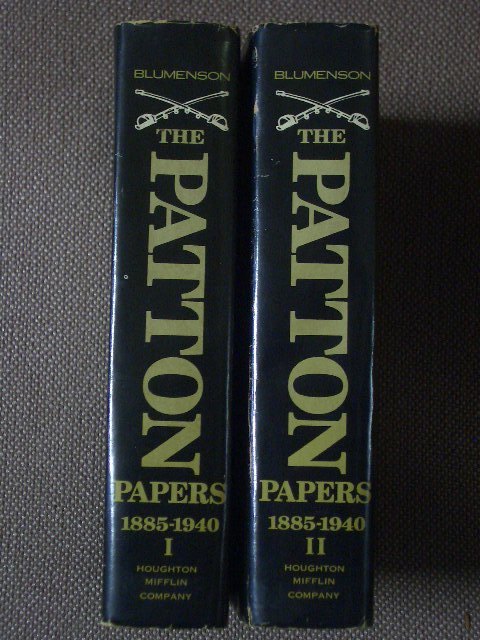 BLUMENSON
THE
PATTON
PAPERS
1885-1940
I
HOUGHTON
MIFFLIN
COMPANY
BLUMENSON
THE
PATTON
PAPERS
1885-1940
II
HOUGHTON
MIFFLIN
COMPANY